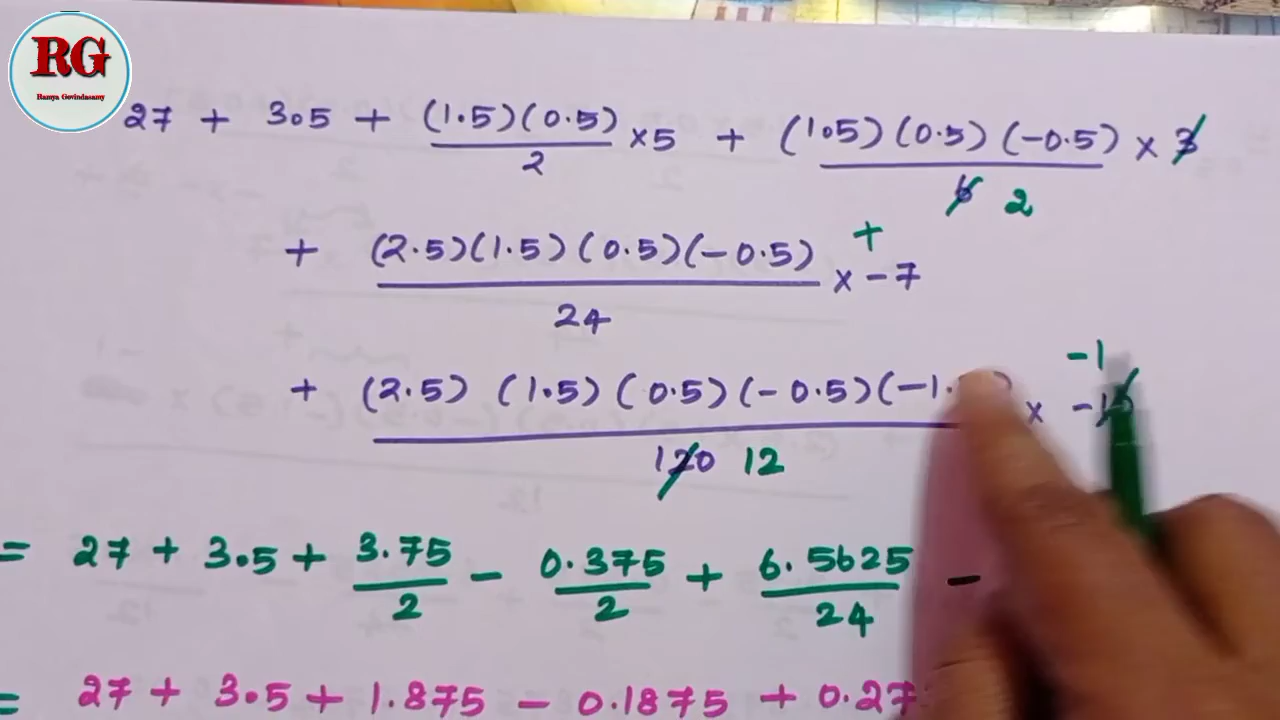 RG
Ramya Govindasamy
27 + 3.5 + (1.5)(0.5)/2 ×5 + (1.5)(0.5)(-0.5)/6 2 × 3
+ (2.5)(1.5)(0.5)(-0.5)/24 × -7 +
+ (2.5) (1.5)(0.5)(-0.5)(-1. ) / 120 12 × -10 -1
= 27 + 3.5 + 3.75/2 - 0.375/2 + 6.5625/24 -
= 27 + 3.5 + 1.875 - 0.1875 + 0.27